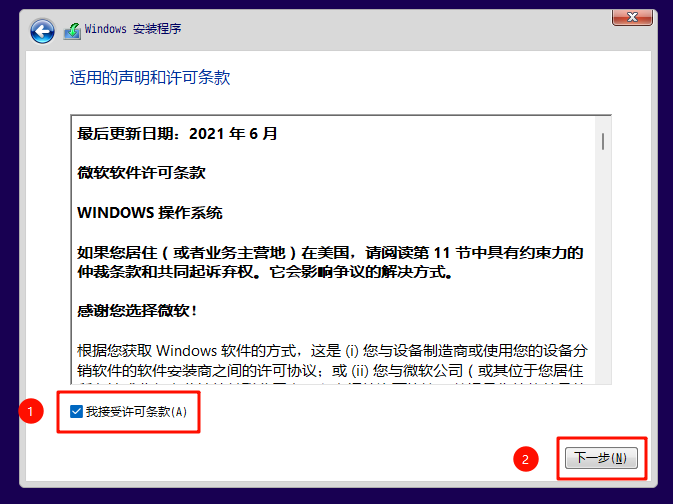 Windows 安装程序
适用的声明和许可条款
最后更新日期：2021 年 6 月
微软软件许可条款
WINDOWS 操作系统
如果您居住（或者业务主营地）在美国，请阅读第 11 节中具有约束力的
仲裁条款和共同起诉弃权。它会影响争议的解决方式。
感谢您选择微软！
根据您获取 Windows 软件的方式，这是 (i) 您与设备制造商或使用您的设备分
销软件的软件安装商之间的许可协议；或 (ii) 您与微软公司（或其位于您居住
1
我接受许可条款(A)
2
下一步(N)